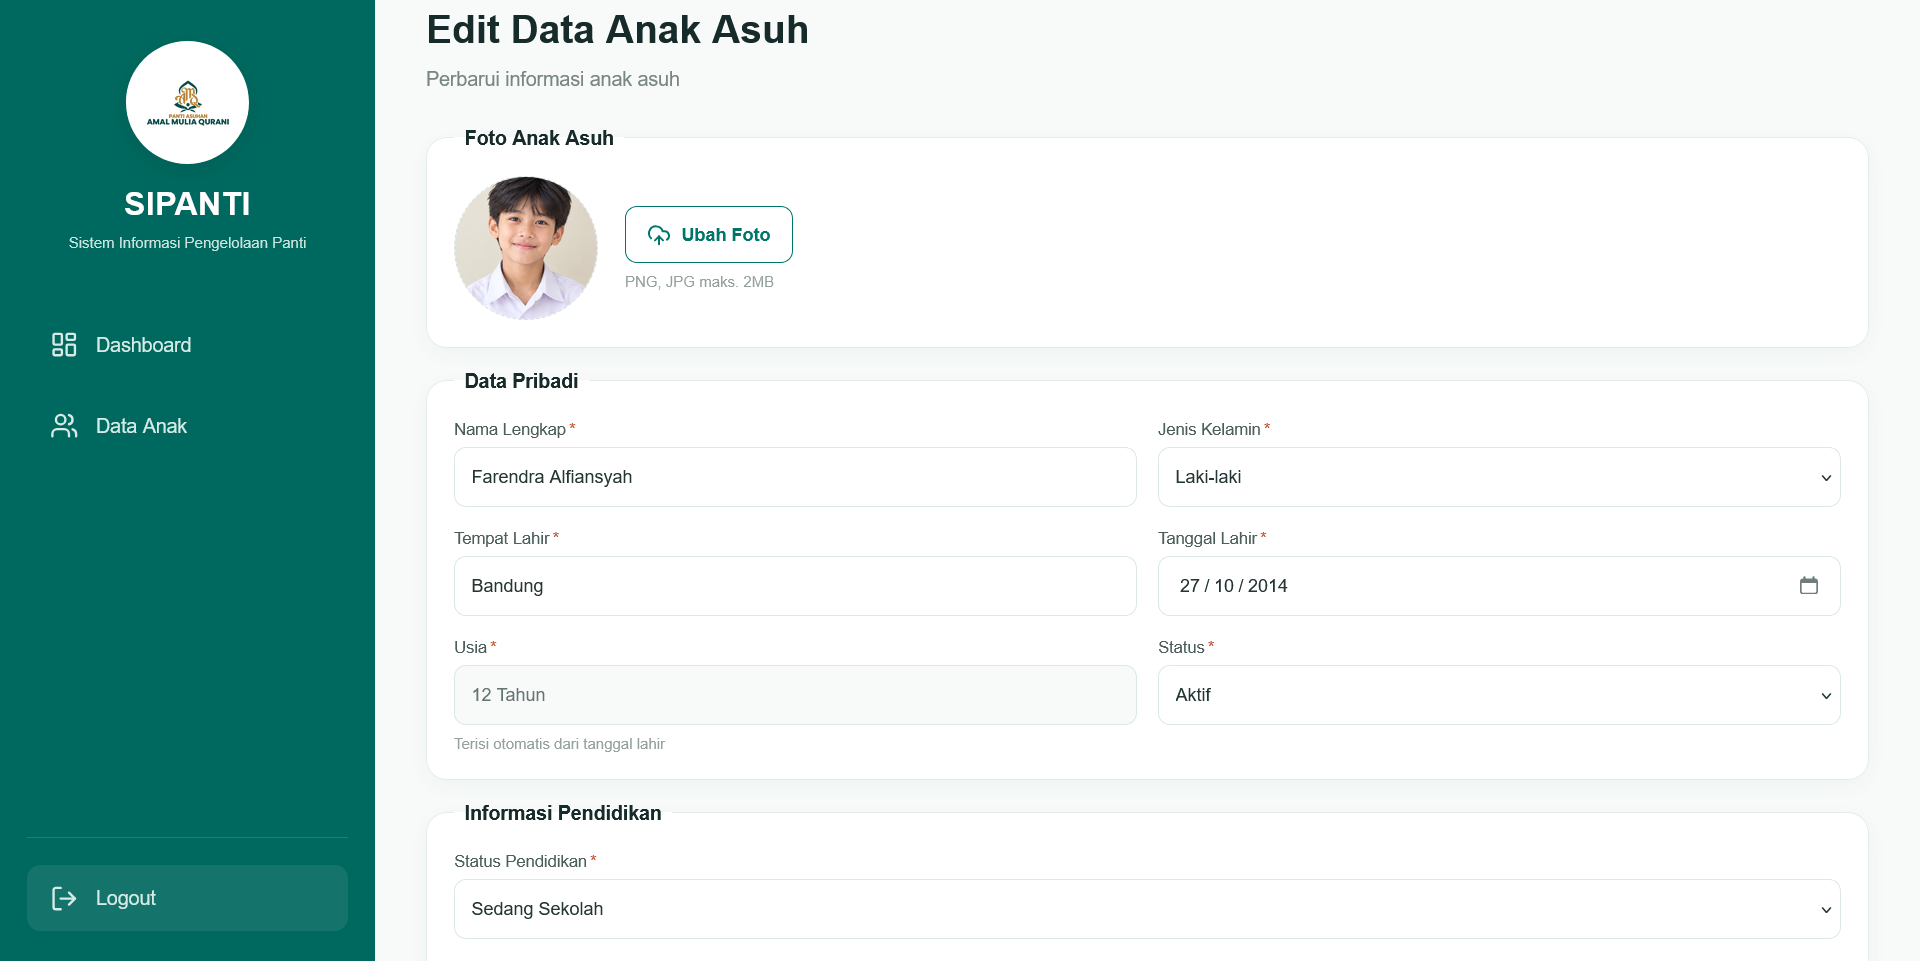 PANTI ASUHAN
AMAL MULIA QURANI
SIPANTI
Sistem Informasi Pengelolaan Panti
Dashboard
Data Anak
Logout
Edit Data Anak Asuh
Perbarui informasi anak asuh
Foto Anak Asuh
Ubah Foto
PNG, JPG maks. 2MB
Data Pribadi
Nama Lengkap *
Farendra Alfiansyah
Jenis Kelamin *
Laki-laki
Tempat Lahir *
Bandung
Tanggal Lahir *
27 / 10 / 2014
Usia *
12 Tahun
Terisi otomatis dari tanggal lahir
Status *
Aktif
Informasi Pendidikan
Status Pendidikan *
Sedang Sekolah